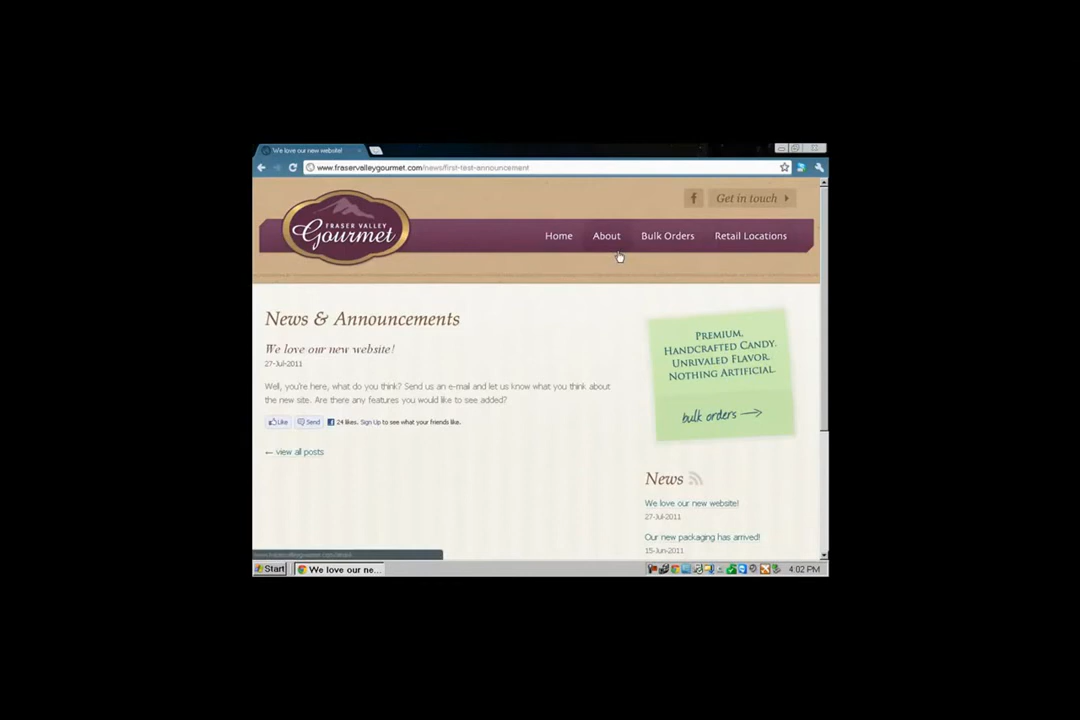 We love our new website!
www.fraservalleygourmet.com/news/first-test-announcement
f
Get in touch
FRASER VALLEY
Gourmet
Home
About
Bulk Orders
Retail Locations
News & Announcements
We love our new website!
27-Jul-2011
Well, you're here, what do you think? Send us an e-mail and let us know what you think about
the new site. Are there any features you would like to see added?
Like
Send
24 likes. Sign Up to see what your friends like.
← view all posts
PREMIUM,
HANDCRAFTED CANDY.
UNRIVALED FLAVOR.
NOTHING ARTIFICIAL.
bulk orders →
News
We love our new website!
27-Jul-2011
Our new packaging has arrived!
15-Jun-2011
Start
We love our ne...
4:02 PM